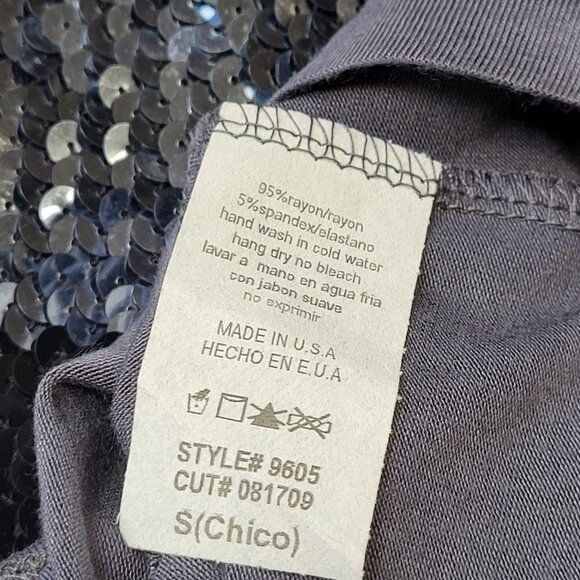 95%rayon/rayon
5%spandex/elastano
hand wash in cold water
hang dry no bleach
lavar a mano en agua fria
con jabon suave
no exprimir
MADE IN U.S.A
HECHO EN E.U.A
STYLE# 9605
CUT# 081709
S(Chico)